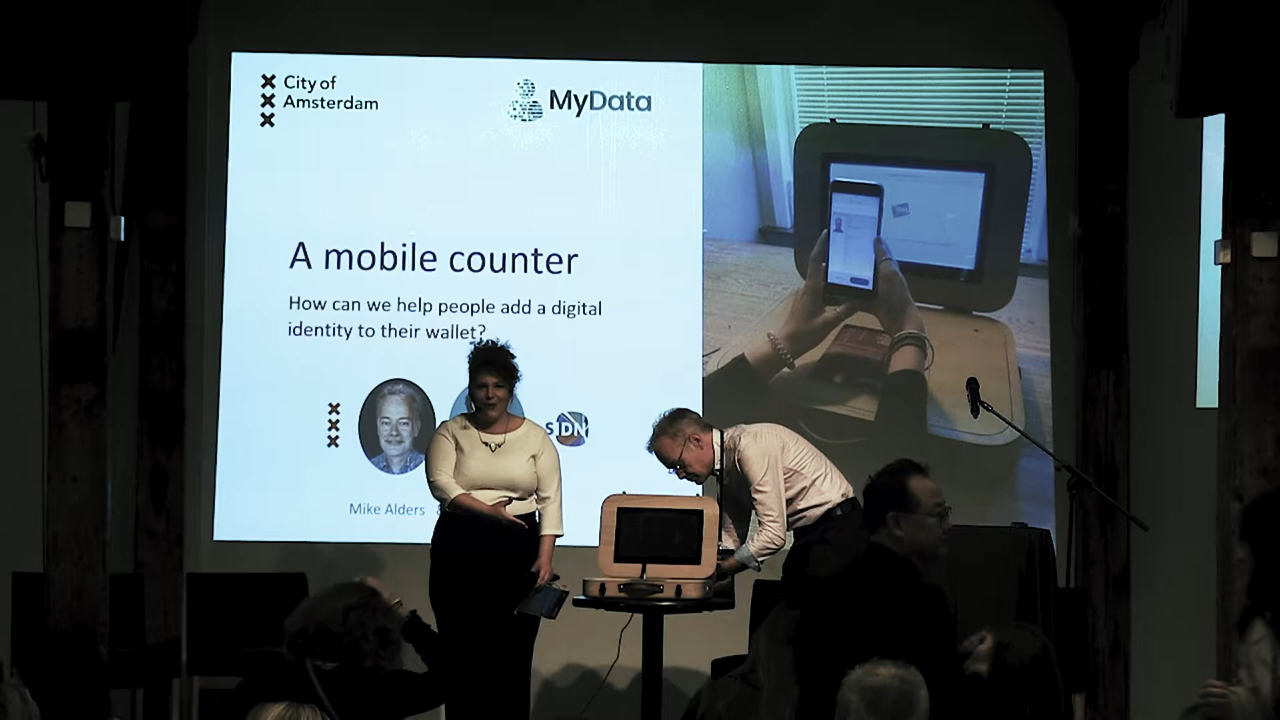 City of
Amsterdam
MyData
A mobile counter
How can we help people add a digital
identity to their wallet?
Mike Alders